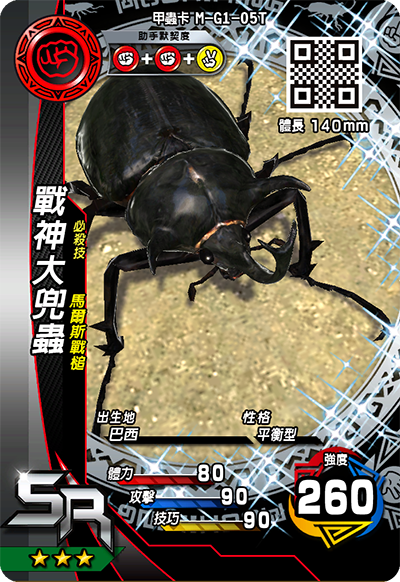 甲蟲卡 M-G1-05T
助手默契度
體長 140mm
戰神大兜蟲
必殺技
馬爾斯戰槌
出生地
巴西
性格
平衡型
體力 80
攻擊 90
技巧 90
強度
260
SR